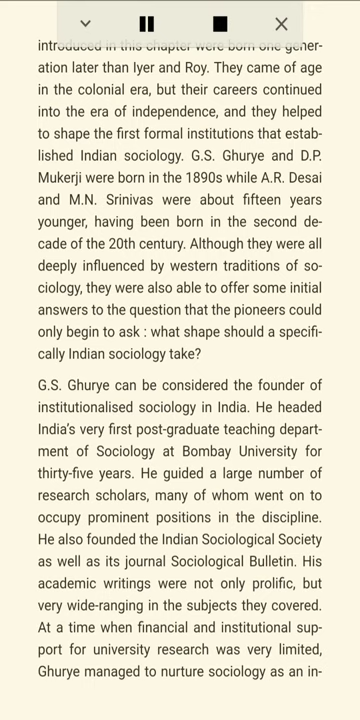 introduced in this chapter were born one gener-
ation later than Iyer and Roy. They came of age
in the colonial era, but their careers continued
into the era of independence, and they helped
to shape the first formal institutions that estab-
lished Indian sociology. G.S. Ghurye and D.P.
Mukerji were born in the 1890s while A.R. Desai
and M.N. Srinivas were about fifteen years
younger, having been born in the second de-
cade of the 20th century. Although they were all
deeply influenced by western traditions of so-
ciology, they were also able to offer some initial
answers to the question that the pioneers could
only begin to ask : what shape should a specifi-
cally Indian sociology take?
G.S. Ghurye can be considered the founder of
institutionalised sociology in India. He headed
India's very first post-graduate teaching depart-
ment of Sociology at Bombay University for
thirty-five years. He guided a large number of
research scholars, many of whom went on to
occupy prominent positions in the discipline.
He also founded the Indian Sociological Society
as well as its journal Sociological Bulletin. His
academic writings were not only prolific, but
very wide-ranging in the subjects they covered.
At a time when financial and institutional sup-
port for university research was very limited,
Ghurye managed to nurture sociology as an in-